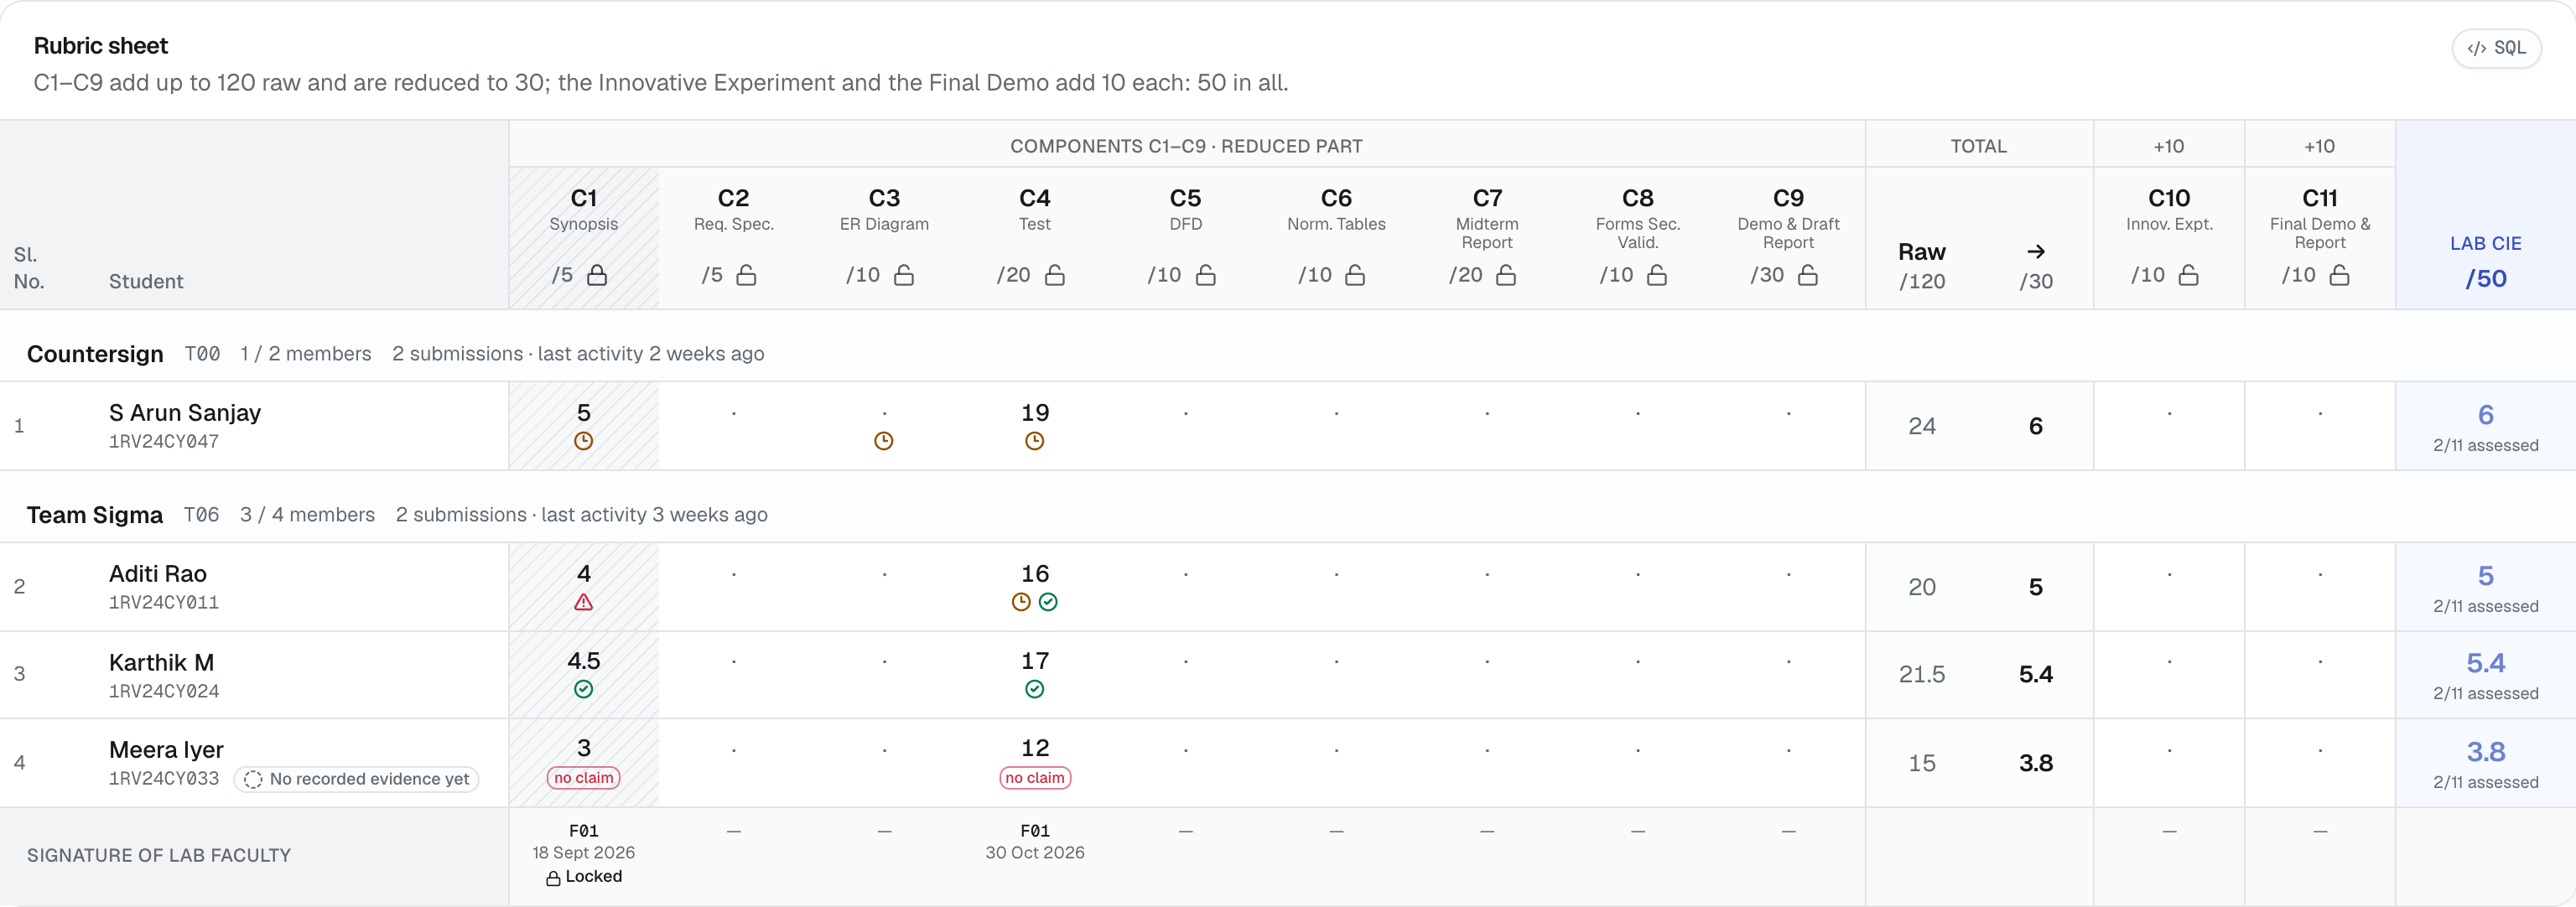 Rubric sheet
</> SQL
C1–C9 add up to 120 raw and are reduced to 30; the Innovative Experiment and the Final Demo add 10 each: 50 in all.
COMPONENTS C1–C9 · REDUCED PART TOTAL +10 +10
C1 C2 C3 C4 C5 C6 C7 C8 C9 C10 C11
Synopsis Req. Spec. ER Diagram Test DFD Norm. Tables Midterm Report Forms Sec. Valid. Demo & Draft Report Innov. Expt. Final Demo & Report
Sl. No. Student /5 /5 /10 /20 /10 /10 /20 /10 /30 Raw /120 → /30 /10 /10 LAB CIE /50
Countersign T00 1 / 2 members 2 submissions · last activity 2 weeks ago
1 S Arun Sanjay 5 · · 19 · · · · · 24 6 · · 6
1RV24CY047 2/11 assessed
Team Sigma T06 3 / 4 members 2 submissions · last activity 3 weeks ago
2 Aditi Rao 4 · · 16 · · · · · 20 5 · · 5
1RV24CY011 2/11 assessed
3 Karthik M 4.5 · · 17 · · · · · 21.5 5.4 · · 5.4
1RV24CY024 2/11 assessed
4 Meera Iyer 3 · · 12 · · · · · 15 3.8 · · 3.8
1RV24CY033 No recorded evidence yet no claim no claim 2/11 assessed
SIGNATURE OF LAB FACULTY F01 — — F01 — — — — — — —
18 Sept 2026 30 Oct 2026
Locked